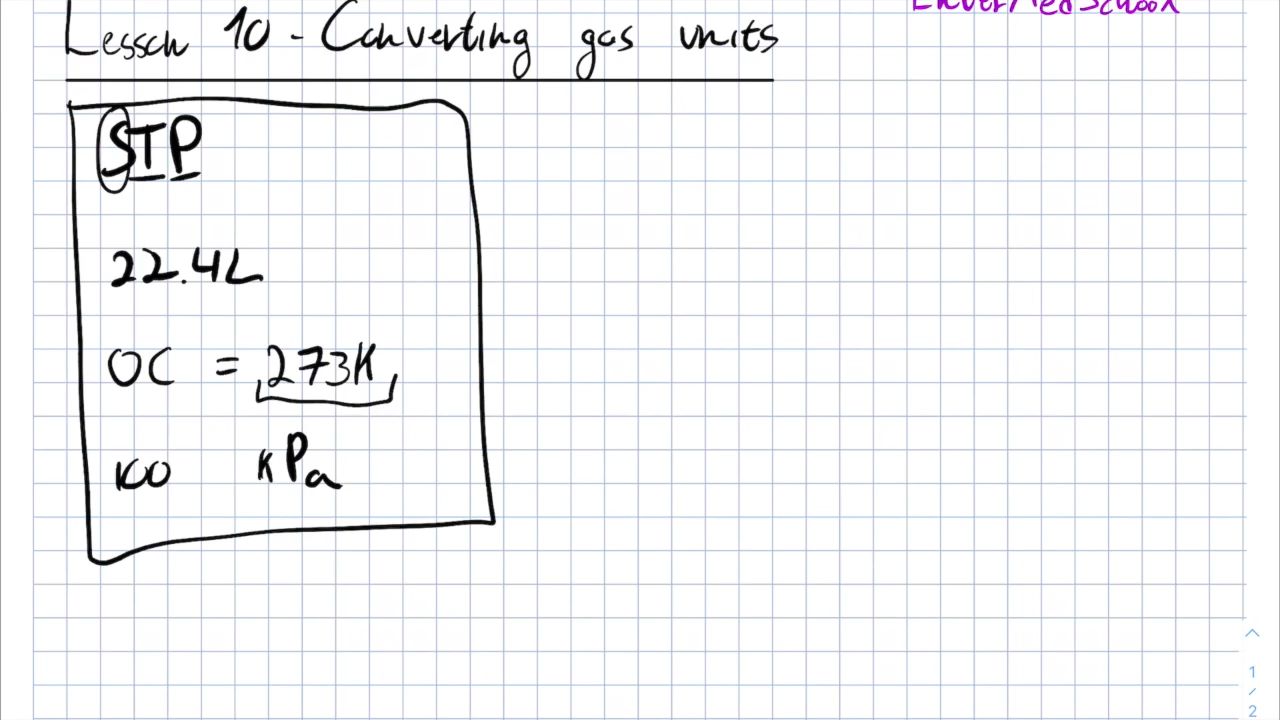 Lesson 10 - Converting gas units
STP
22.4L
0C = 273K
100 kPa
1
2